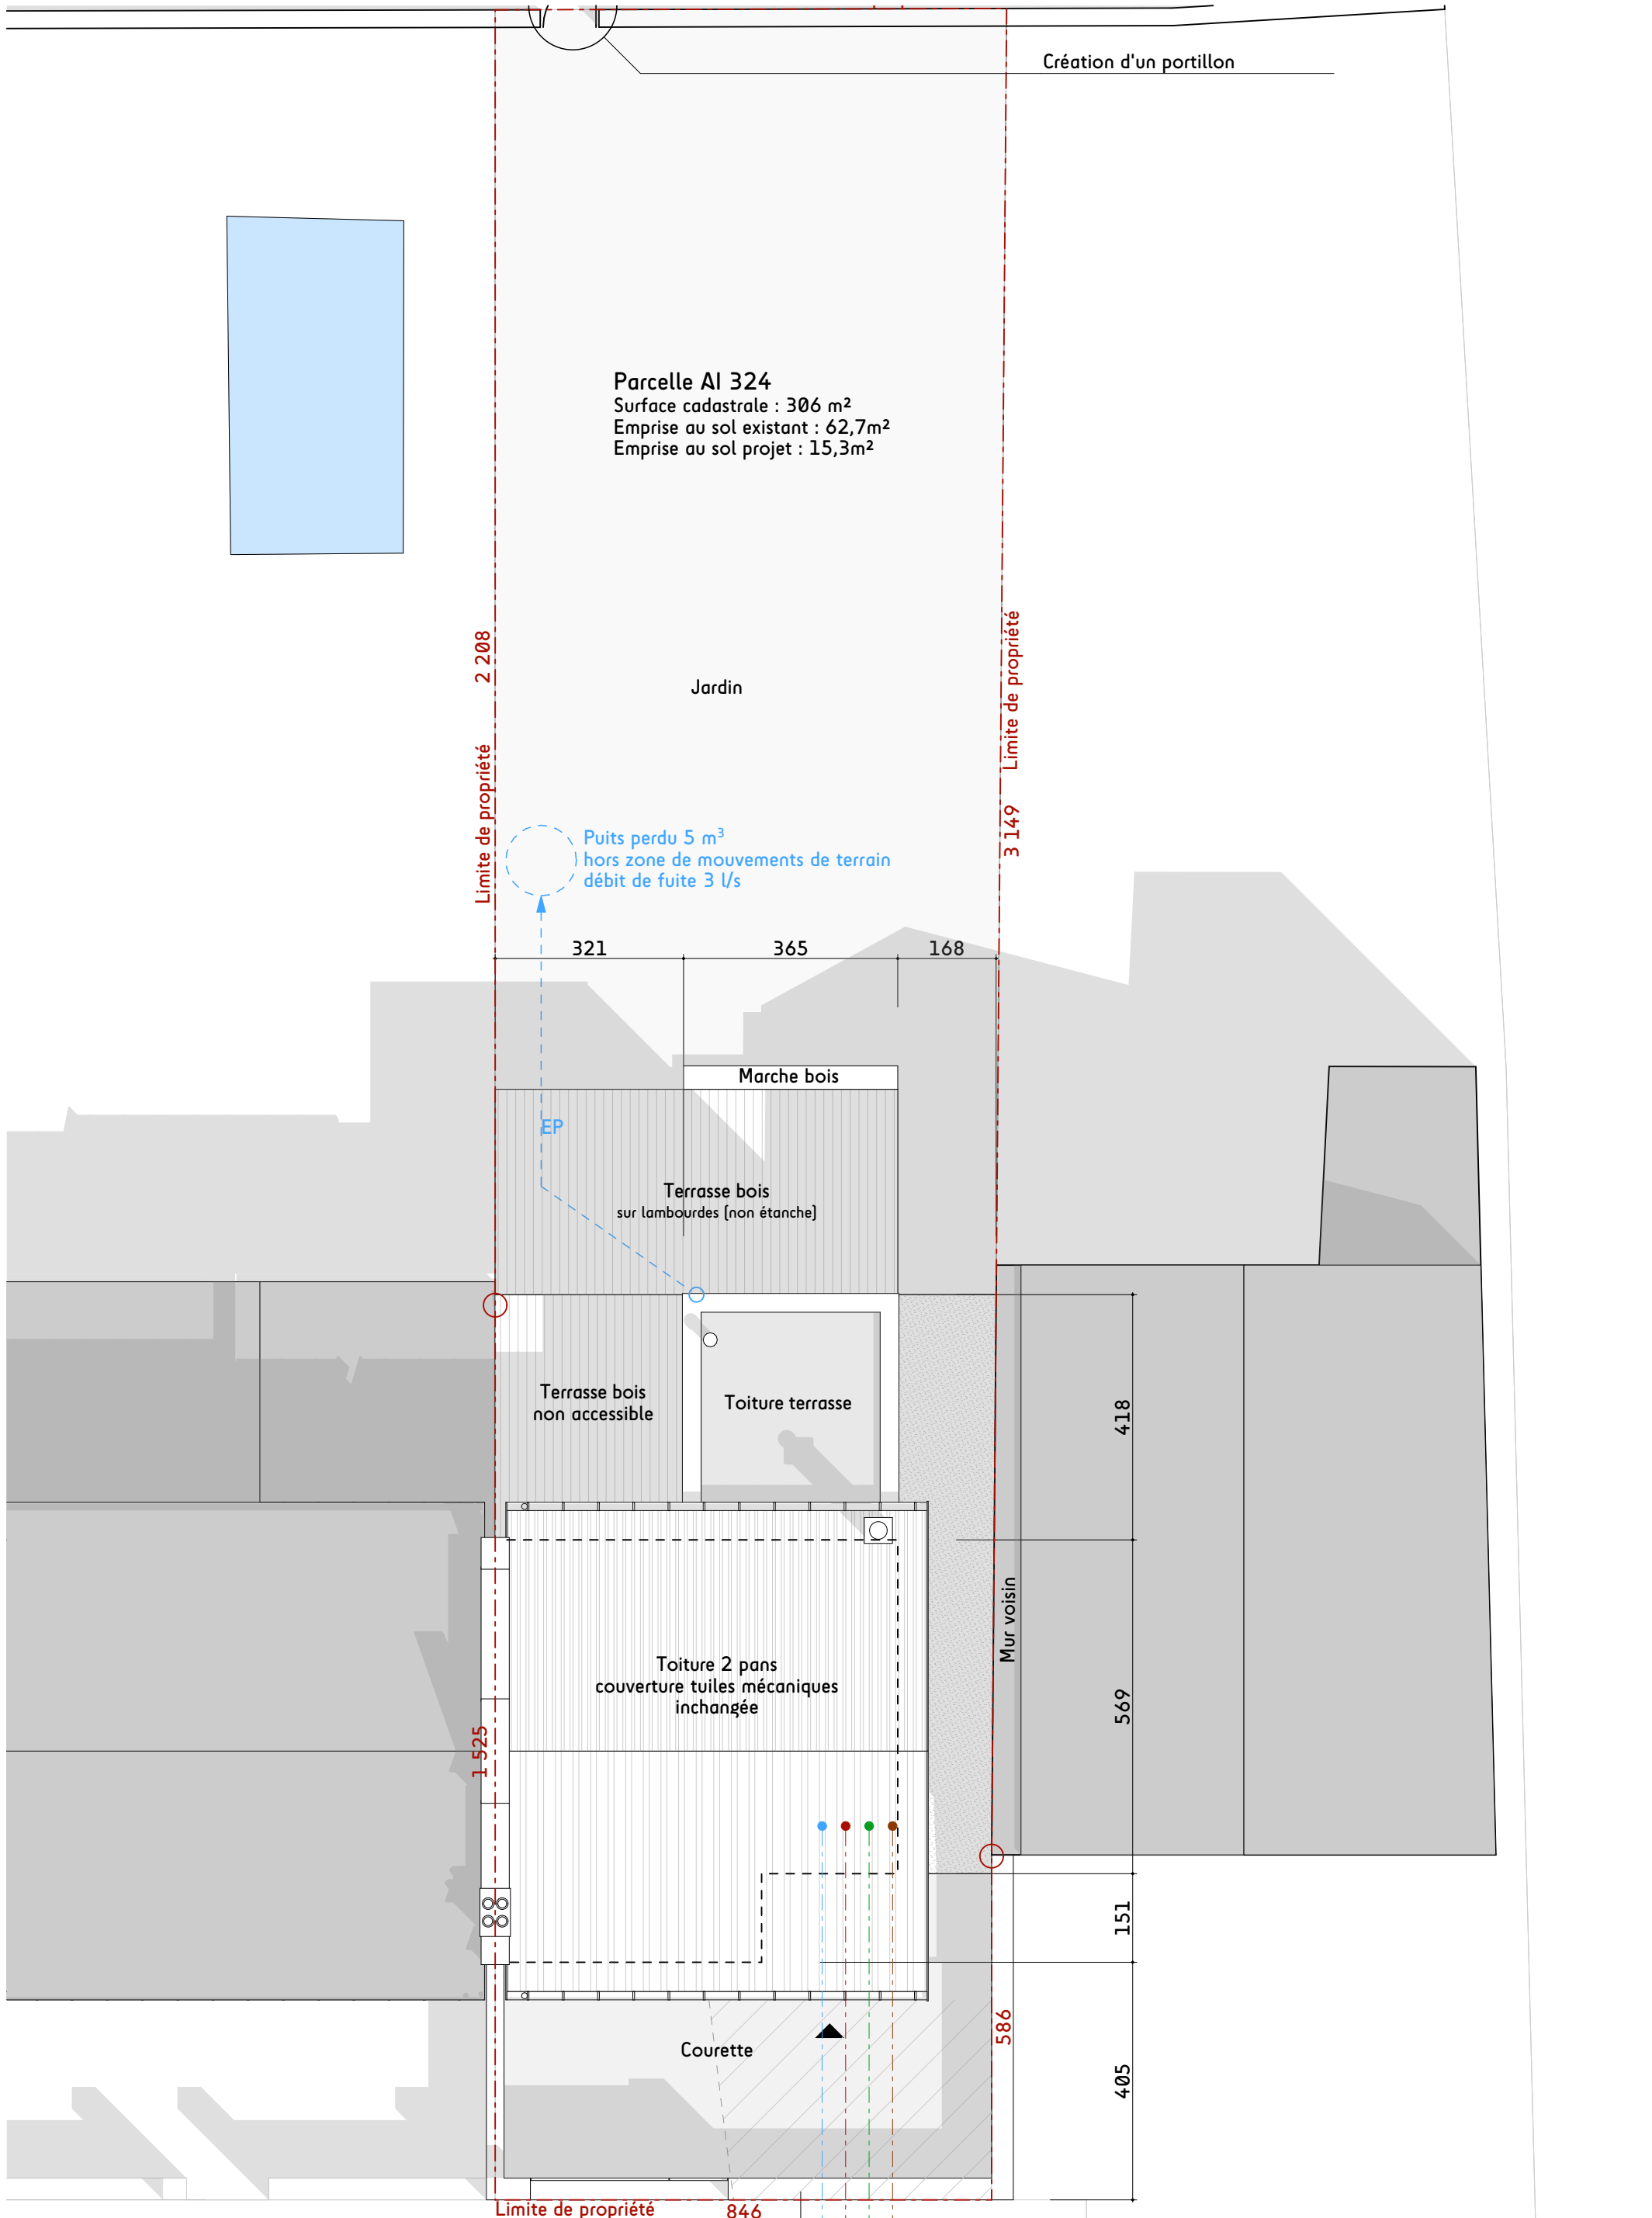 Création d'un portillon
Parcelle AI 324
Surface cadastrale : 306 m²
Emprise au sol existant : 62,7m²
Emprise au sol projet : 15,3m²
2 208
Limite de propriété
Jardin
Limite de propriété
3 149
Puits perdu 5 m³
hors zone de mouvements de terrain
débit de fuite 3 l/s
321
365
168
Marche bois
EP
Terrasse bois
sur lambourdes (non étanche)
Terrasse bois
non accessible
Toiture terrasse
418
Mur voisin
Toiture 2 pans
couverture tuiles mécaniques
inchangée
569
1 525
151
586
Courette
405
Limite de propriété
846